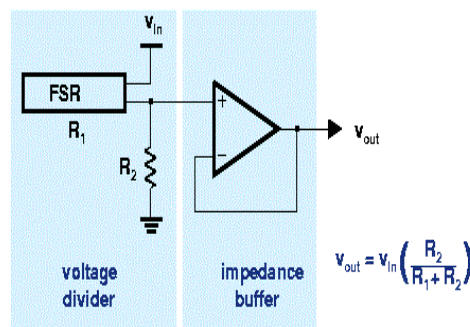 v_In
FSR
R_1
R_2
+
−
v_out
voltage
divider
impedance
buffer
v_out = v_In ( R_2 / R_1 + R_2 )